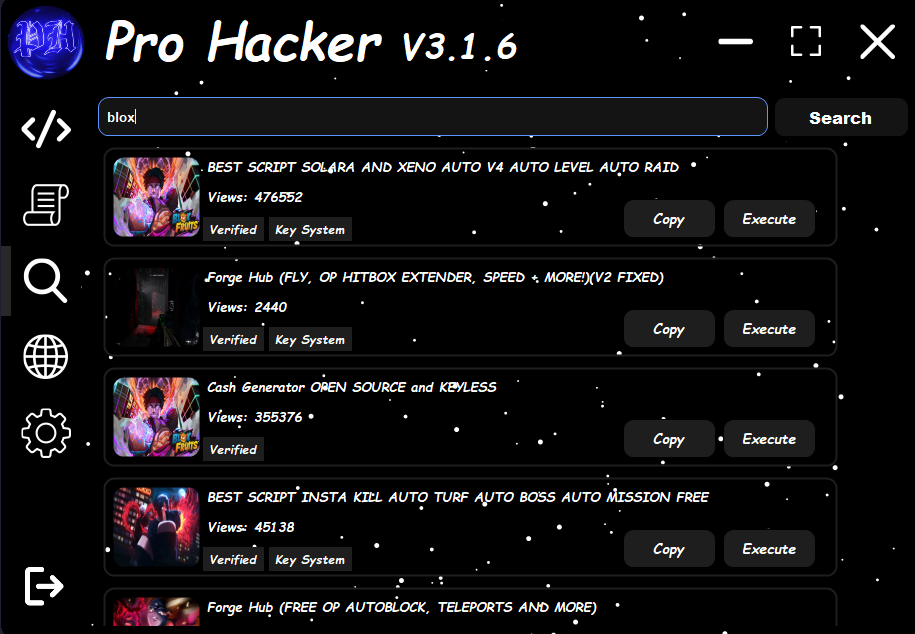 PH
Pro Hacker V3.1.6
blox
Search
BEST SCRIPT SOLARA AND XENO AUTO V4 AUTO LEVEL AUTO RAID
Views: 476552
BLOX FRUITS
Verified
Key System
Copy
Execute
Forge Hub (FLY, OP HITBOX EXTENDER, SPEED + MORE!)(V2 FIXED)
Views: 2440
Verified
Key System
Copy
Execute
Cash Generator OPEN SOURCE and KEYLESS
Views: 355376
BLOX FRUITS
Verified
Copy
Execute
BEST SCRIPT INSTA KILL AUTO TURF AUTO BOSS AUTO MISSION FREE
Views: 45138
Verified
Key System
Copy
Execute
Forge Hub (FREE OP AUTOBLOCK, TELEPORTS AND MORE)